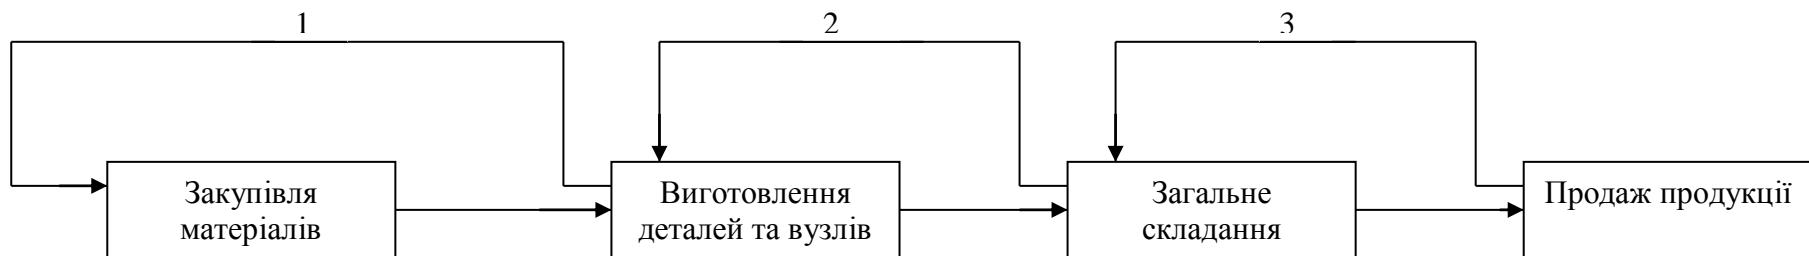 1
2
3
Закупівля
матеріалів
Виготовлення
деталей та вузлів
Загальне
складання
Продаж продукції